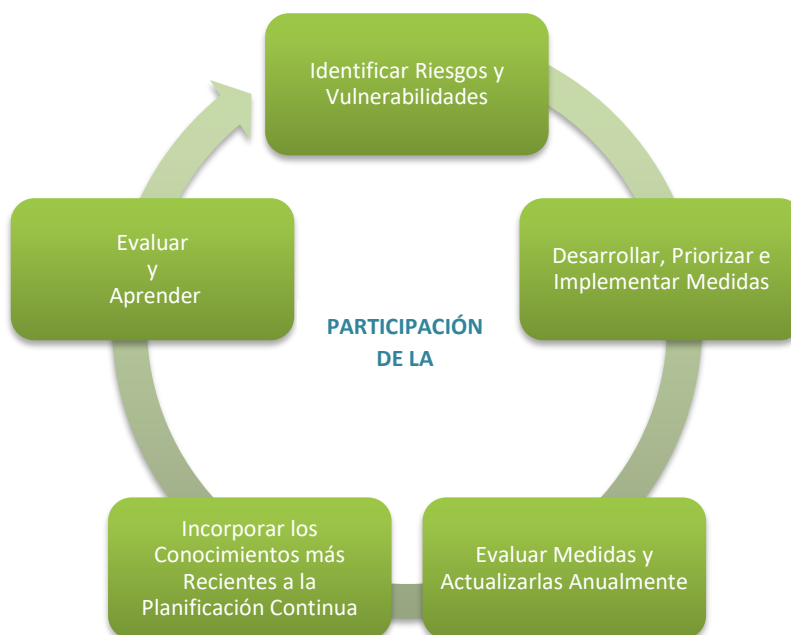 Identificar Riesgos y
Vulnerabilidades
Desarrollar, Priorizar e
Implementar Medidas
Evaluar Medidas y
Actualizarlas Anualmente
Incorporar los
Conocimientos más
Recientes a la
Planificación Continua
Evaluar
y
Aprender
PARTICIPACIÓN
DE LA